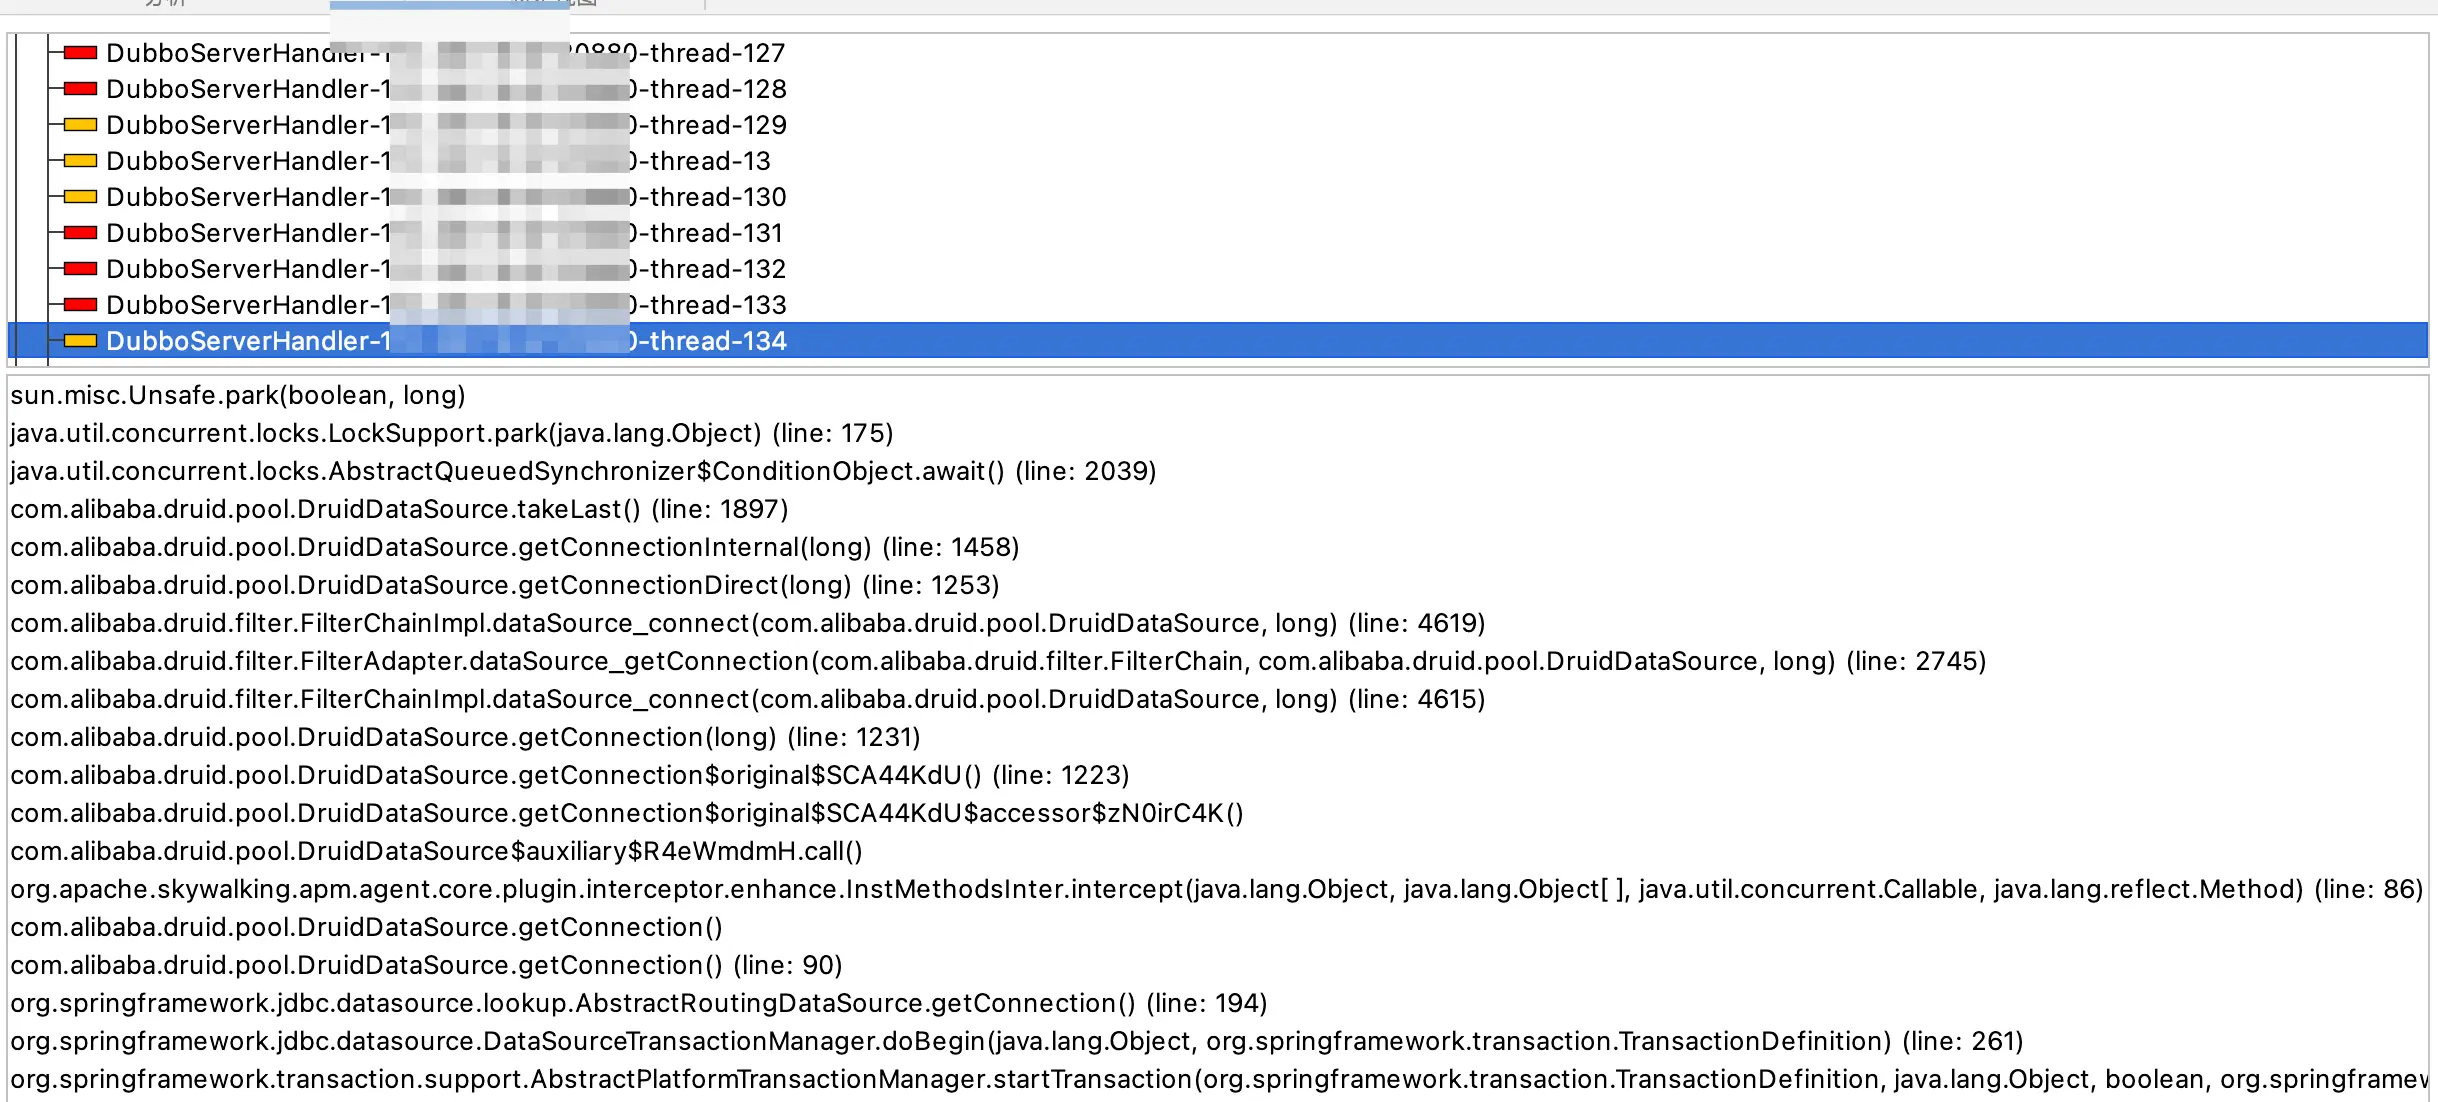 分析
DubboServerHandler-1 20880-thread-127
DubboServerHandler-1 0-thread-128
DubboServerHandler-1 0-thread-129
DubboServerHandler-1 0-thread-13
DubboServerHandler-1 0-thread-130
DubboServerHandler-1 0-thread-131
DubboServerHandler-1 0-thread-132
DubboServerHandler-1 0-thread-133
DubboServerHandler-1 0-thread-134
sun.misc.Unsafe.park(boolean, long)
java.util.concurrent.locks.LockSupport.park(java.lang.Object) (line: 175)
java.util.concurrent.locks.AbstractQueuedSynchronizer$ConditionObject.await() (line: 2039)
com.alibaba.druid.pool.DruidDataSource.takeLast() (line: 1897)
com.alibaba.druid.pool.DruidDataSource.getConnectionInternal(long) (line: 1458)
com.alibaba.druid.pool.DruidDataSource.getConnectionDirect(long) (line: 1253)
com.alibaba.druid.filter.FilterChainImpl.dataSource_connect(com.alibaba.druid.pool.DruidDataSource, long) (line: 4619)
com.alibaba.druid.filter.FilterAdapter.dataSource_getConnection(com.alibaba.druid.filter.FilterChain, com.alibaba.druid.pool.DruidDataSource, long) (line: 2745)
com.alibaba.druid.filter.FilterChainImpl.dataSource_connect(com.alibaba.druid.pool.DruidDataSource, long) (line: 4615)
com.alibaba.druid.pool.DruidDataSource.getConnection(long) (line: 1231)
com.alibaba.druid.pool.DruidDataSource.getConnection$original$SCA44KdU() (line: 1223)
com.alibaba.druid.pool.DruidDataSource.getConnection$original$SCA44KdU$accessor$zN0irC4K()
com.alibaba.druid.pool.DruidDataSource$auxiliary$R4eWmdmH.call()
org.apache.skywalking.apm.agent.core.plugin.interceptor.enhance.InstMethodsInter.intercept(java.lang.Object, java.lang.Object[ ], java.util.concurrent.Callable, java.lang.reflect.Method) (line: 86)
com.alibaba.druid.pool.DruidDataSource.getConnection()
com.alibaba.druid.pool.DruidDataSource.getConnection() (line: 90)
org.springframework.jdbc.datasource.lookup.AbstractRoutingDataSource.getConnection() (line: 194)
org.springframework.jdbc.datasource.DataSourceTransactionManager.doBegin(java.lang.Object, org.springframework.transaction.TransactionDefinition) (line: 261)
org.springframework.transaction.support.AbstractPlatformTransactionManager.startTransaction(org.springframework.transaction.TransactionDefinition, java.lang.Object, boolean, org.springframew